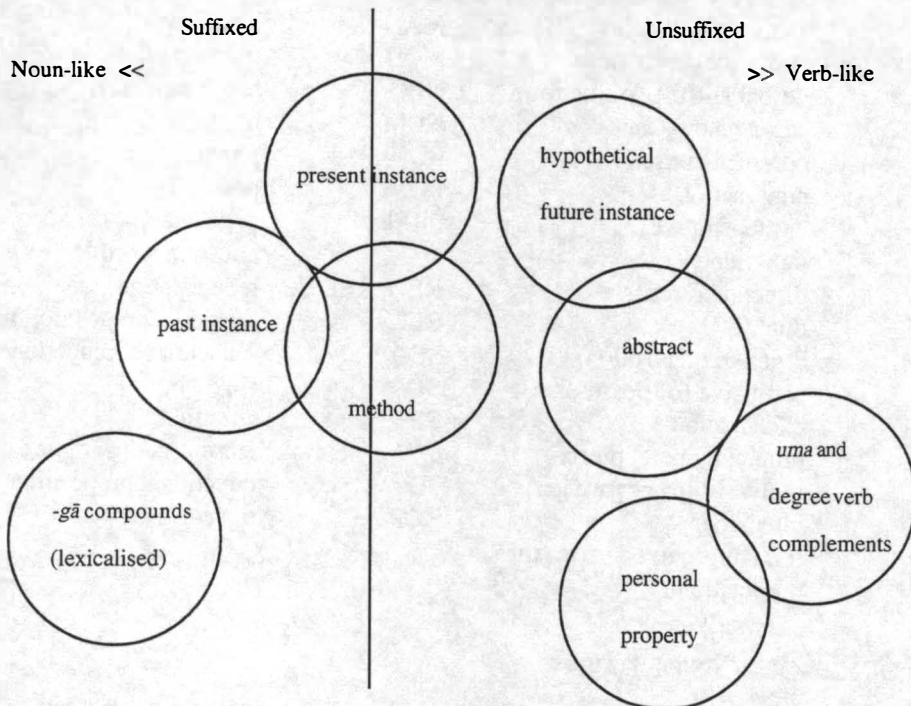 Suffixed
Unsuffixed
Noun-like <<
>> Verb-like
present instance
hypothetical
future instance
past instance
abstract
method
uma and
degree verb
complements
-gā compounds
(lexicalised)
personal
property